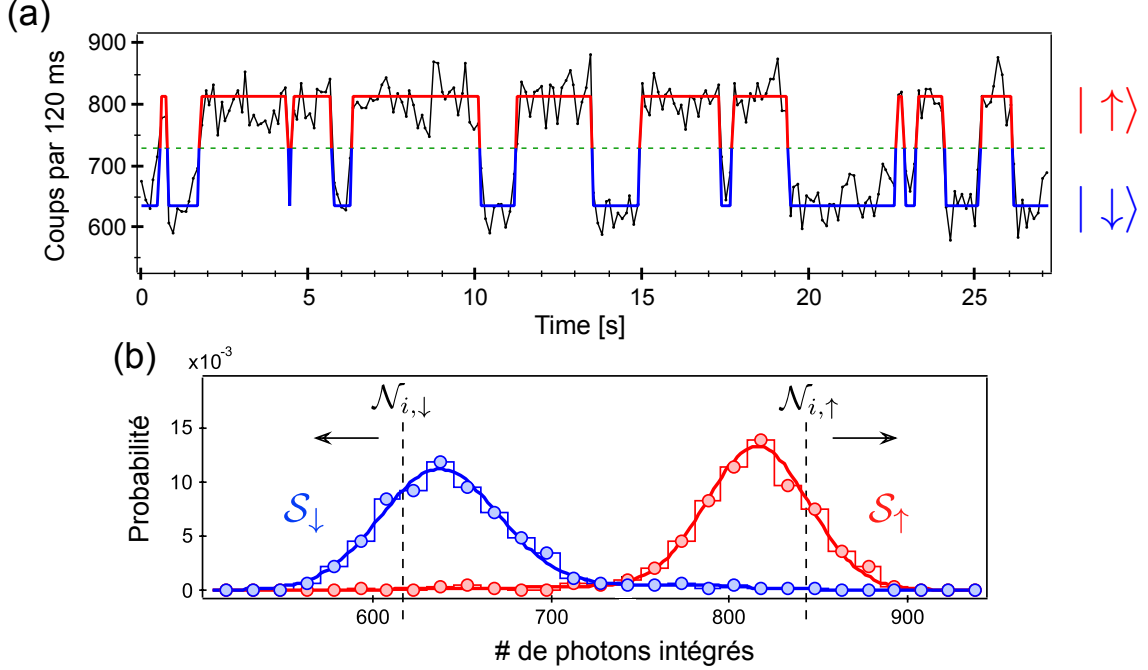 (a)
Coups par 120 ms
900
800
700
600
0 5 10 15 20 25
Time [s]
| ↑⟩
| ↓⟩
(b)
x10⁻³
Probabilité
15
10
5
0
𝒩i,↓
𝒩i,↑
𝒮↓
𝒮↑
600 700 800 900
# de photons intégrés